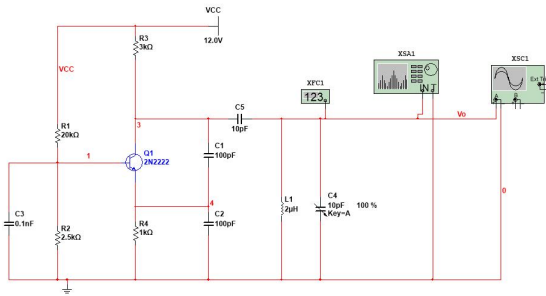 VCC
12.0V
R3
3kΩ
VCC
XSA1
IN T
XSC1
Ext Trig
A
B
XFC1
123
C5
10pF
Vo
3
R1
20kΩ
1
Q1
2N2222
C1
100pF
0
C3
0.1nF
R2
2.5kΩ
4
R4
1kΩ
C2
100pF
L1
2µH
C4
10pF
100 %
Key=A